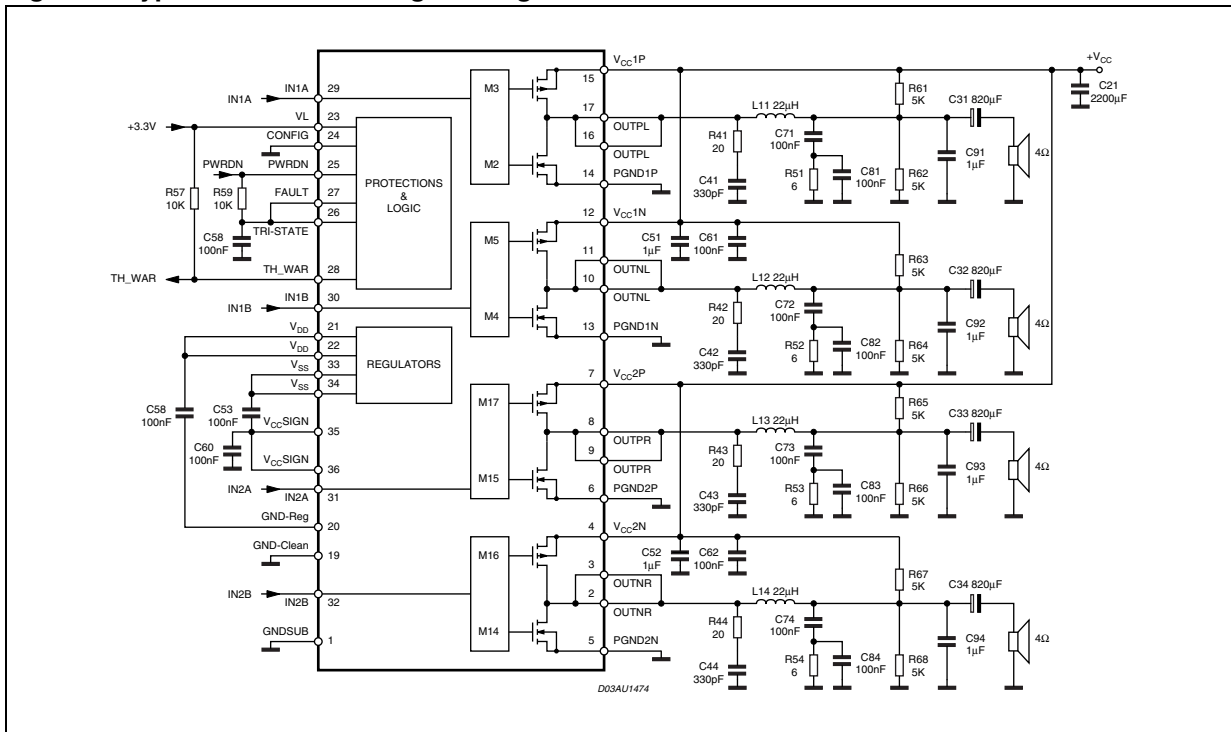 VCC1P
+VCC
15
M3
IN1A
IN1A
29
VL
23
+3.3V
CONFIG
24
PWRDN
PWRDN
25
FAULT
27
26
TRI-STATE
R57
10K
R59
10K
C58
100nF
PROTECTIONS
&
LOGIC
TH_WAR
TH_WAR
28
IN1B
IN1B
30
17
OUTPL
16
OUTPL
M2
14
PGND1P
R41
20
C41
330pF
L11 22µH
C71
100nF
R51
6
C81
100nF
R61
5K
R62
5K
C31 820µF
C91
1µF
4Ω
C21
2200µF
12
VCC1N
M5
11
OUTNL
10
OUTNL
M4
13
PGND1N
C51
1µF
C61
100nF
R42
20
C42
330pF
L12 22µH
C72
100nF
R52
6
C82
100nF
R63
5K
R64
5K
C32 820µF
C92
1µF
4Ω
VDD
21
VDD
22
VSS
33
VSS
34
REGULATORS
C58
100nF
C53
100nF
VCCSIGN
35
C60
100nF
VCCSIGN
36
IN2A
IN2A
31
GND-Reg
20
GND-Clean
19
IN2B
IN2B
32
GNDSUB
1
7
VCC2P
M17
8
OUTPR
9
OUTPR
M15
6
PGND2P
R43
20
C43
330pF
L13 22µH
C73
100nF
R53
6
C83
100nF
R65
5K
R66
5K
C33 820µF
C93
1µF
4Ω
4
VCC2N
M16
3
OUTNR
2
OUTNR
M14
5
PGND2N
C52
1µF
C62
100nF
R44
20
C44
330pF
L14 22µH
C74
100nF
R54
6
C84
100nF
R67
5K
R68
5K
C34 820µF
C94
1µF
4Ω
D03AU1474